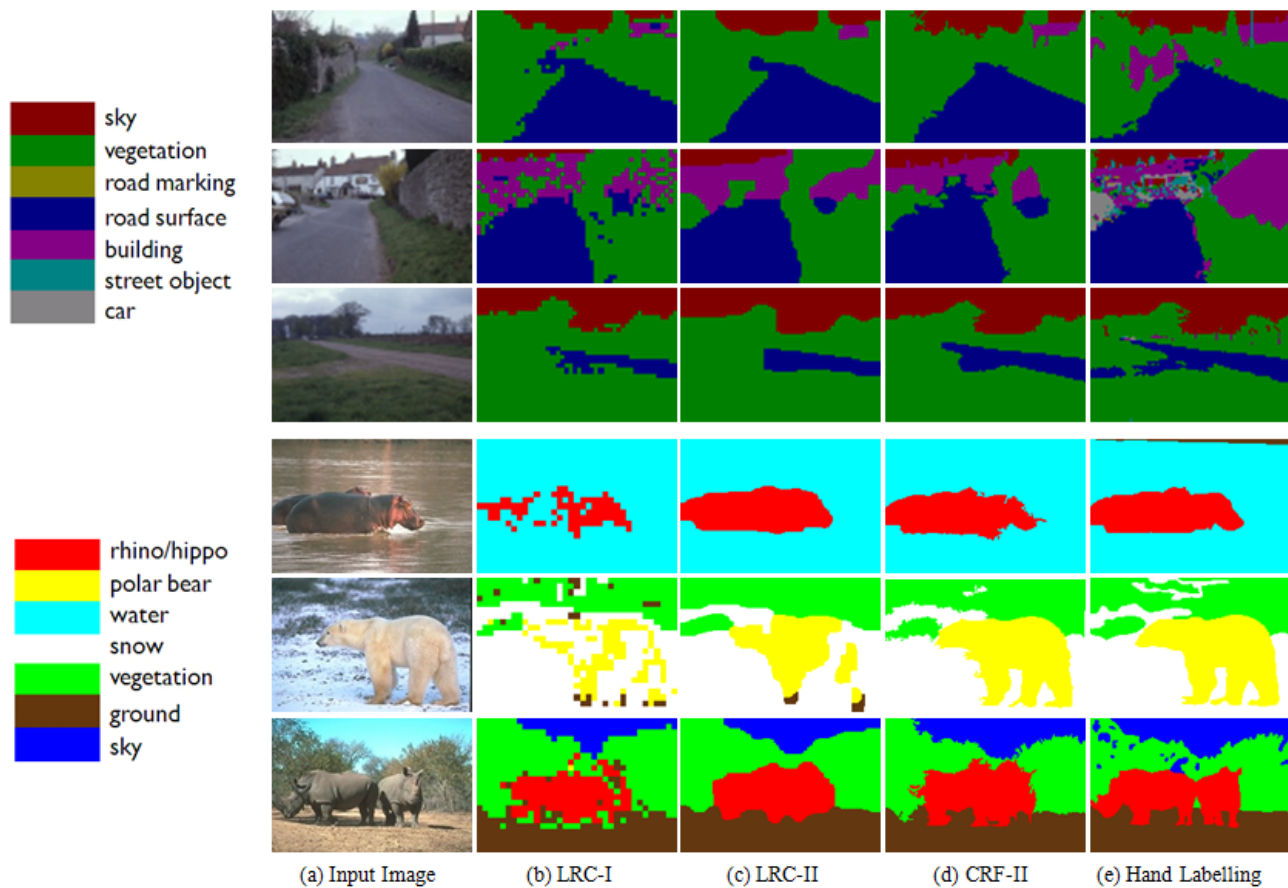 sky
vegetation
road marking
road surface
building
street object
car
rhino/hippo
polar bear
water
snow
vegetation
ground
sky
(a) Input Image (b) LRC-I (c) LRC-II (d) CRF-II (e) Hand Labelling